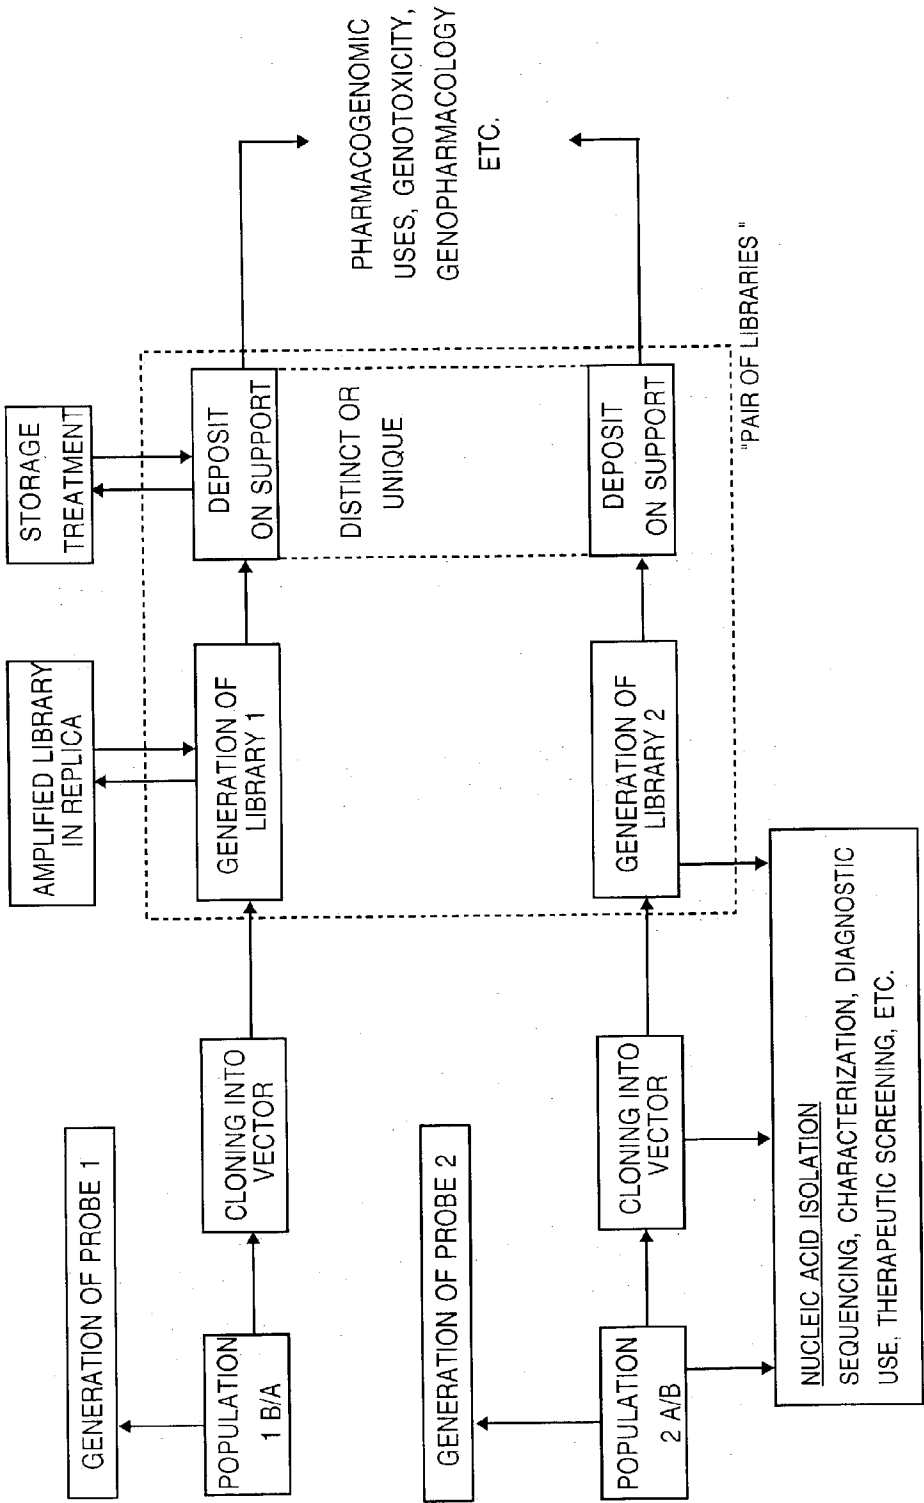 GENERATION OF PROBE 1
POPULATION
1 B/A
CLONING INTO
VECTOR
AMPLIFIED LIBRARY
IN REPLICA
GENERATION OF
LIBRARY 1
STORAGE
TREATMENT
DEPOSIT
ON SUPPORT
DISTINCT OR
UNIQUE
PHARMACOGENOMIC
USES, GENOTOXICITY,
GENOPHARMACOLOGY
ETC.
GENERATION OF PROBE 2
POPULATION
2 A/B
CLONING INTO
VECTOR
GENERATION OF
LIBRARY 2
DEPOSIT
ON SUPPORT
"PAIR OF LIBRARIES"
NUCLEIC ACID ISOLATION
SEQUENCING, CHARACTERIZATION, DIAGNOSTIC
USE, THERAPEUTIC SCREENING, ETC.